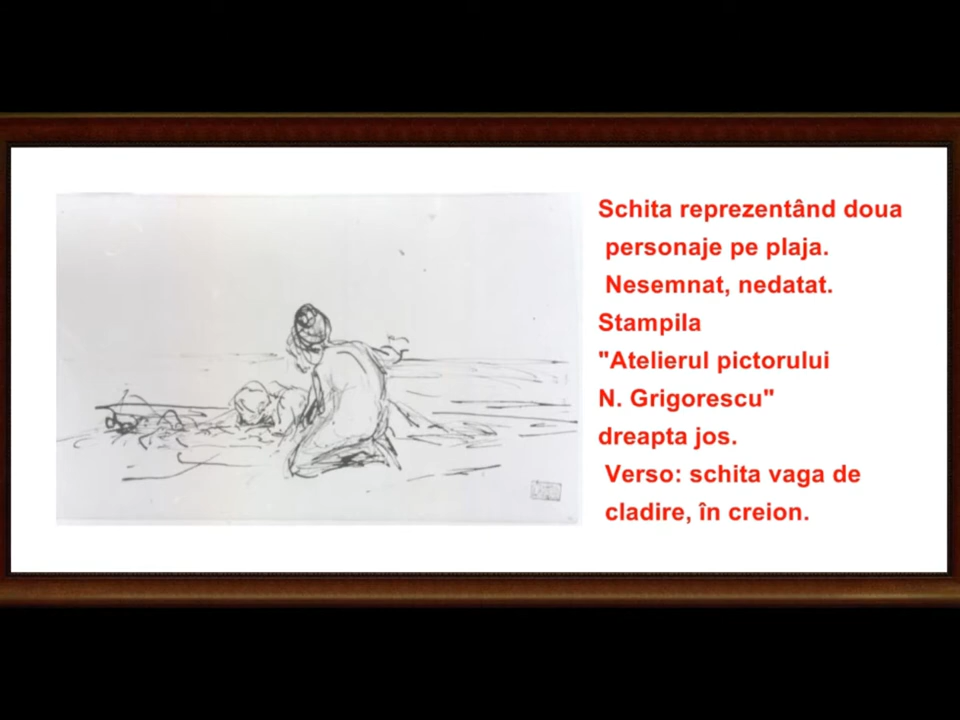 Schita reprezentând doua
personaje pe plaja.
Nesemnat, nedatat.
Stampila
"Atelierul pictorului
N. Grigorescu"
dreapta jos.
Verso: schita vaga de
cladire, în creion.